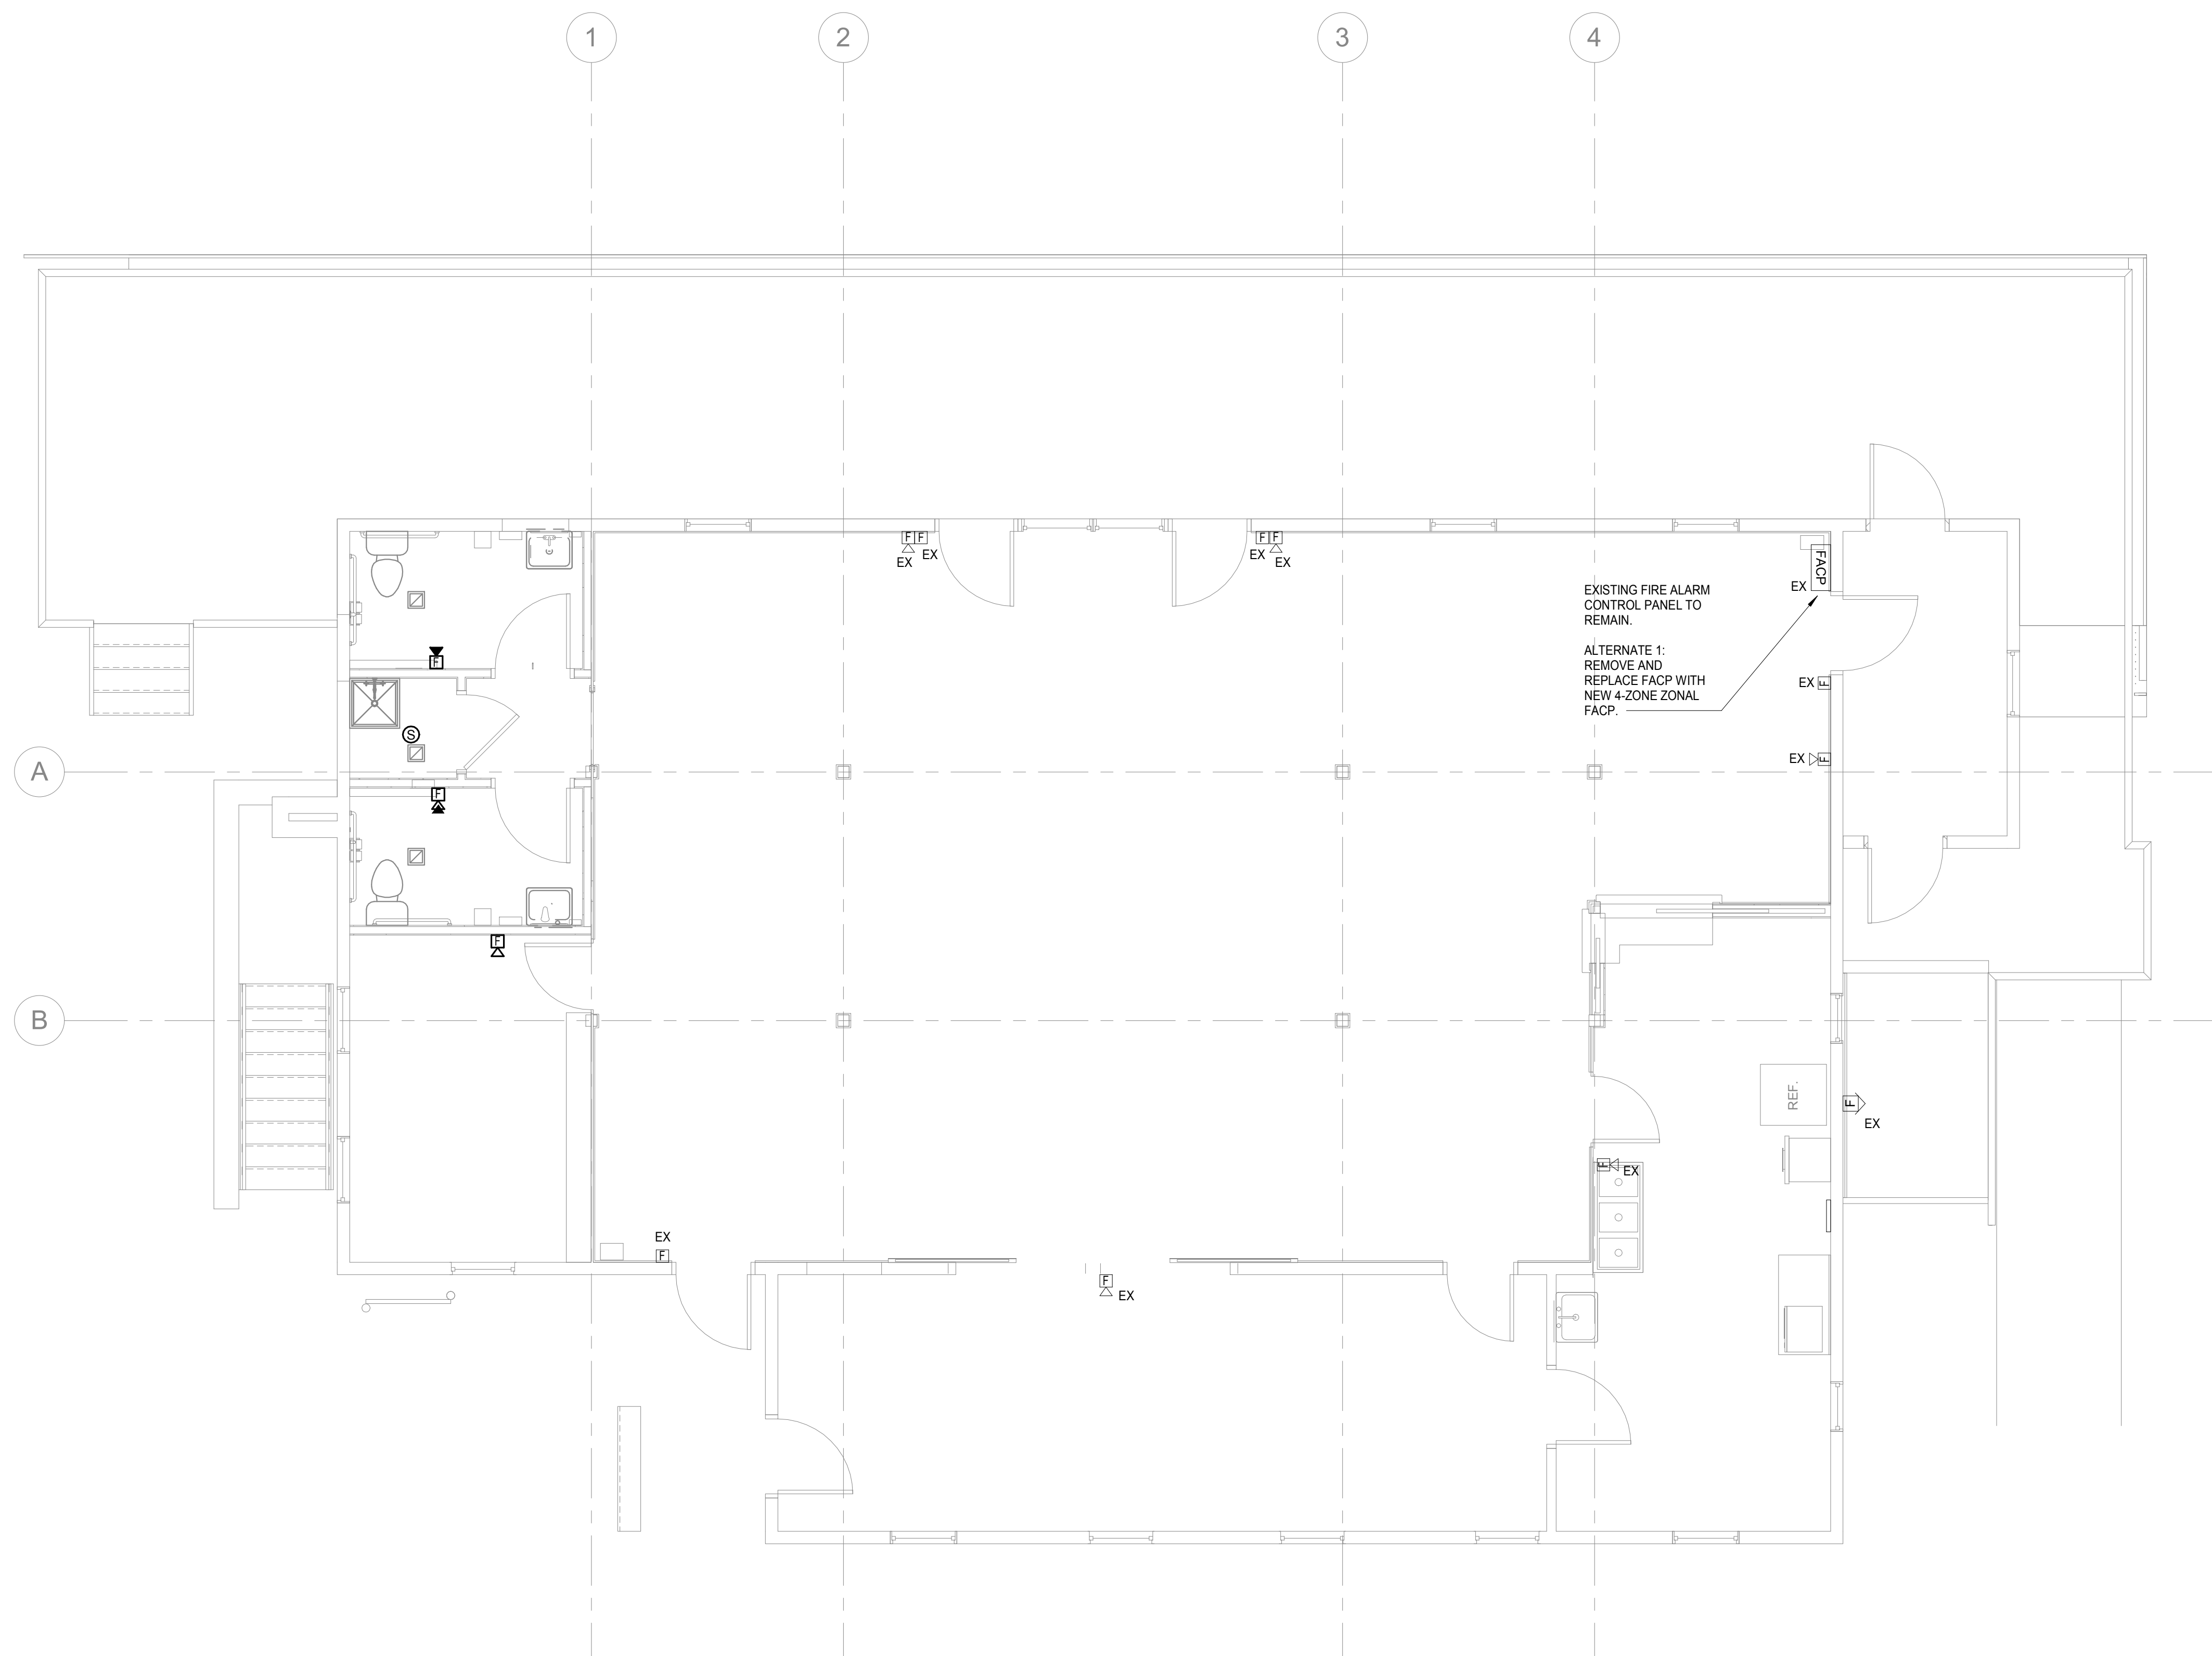 1 2 3 4
F F F F
EX EX EX EX
FACP
EX
EXISTING FIRE ALARM
CONTROL PANEL TO
REMAIN.
ALTERNATE 1:
REMOVE AND
REPLACE FACP WITH
NEW 4-ZONE ZONAL
FACP.
F
EX F
S
EX F
A
F
F
B
REF.
F
EX
F EX
EX
F
F
EX